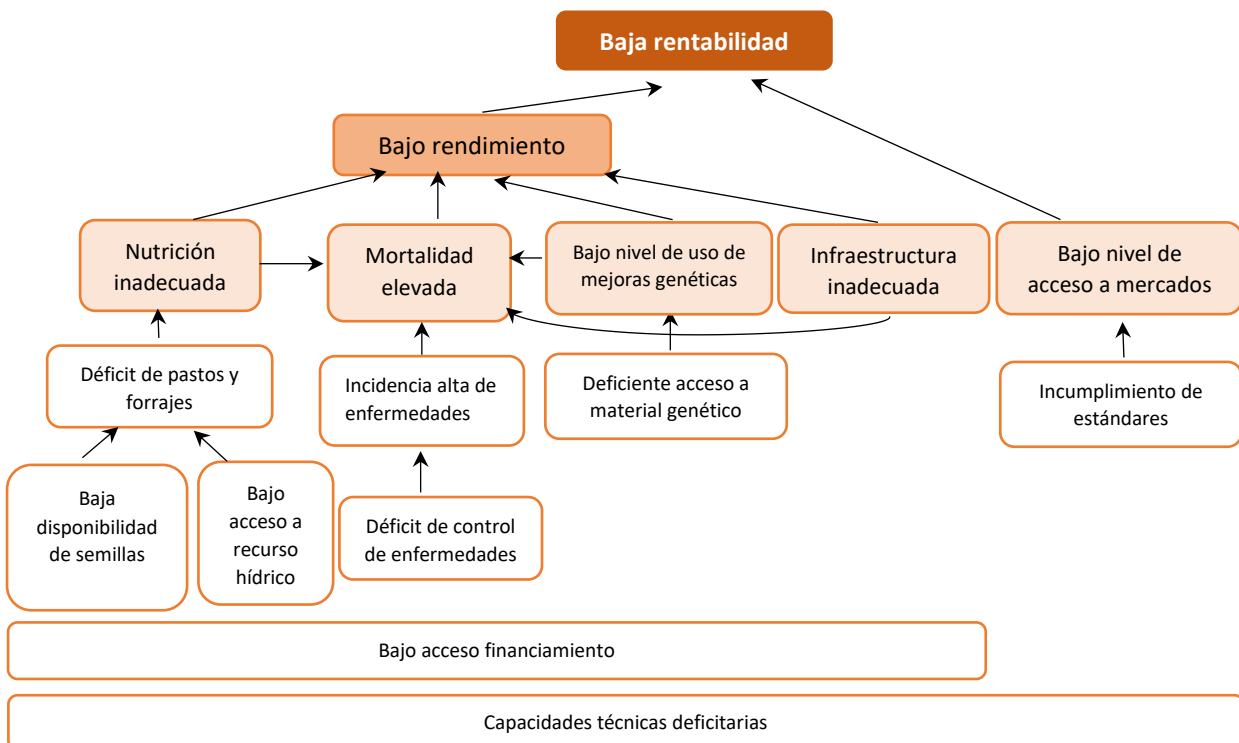 Baja rentabilidad
Bajo rendimiento
Nutrición
inadecuada
Mortalidad
elevada
Bajo nivel de uso de
mejoras genéticas
Infraestructura
inadecuada
Bajo nivel de
acceso a mercados
Déficit de pastos y
forrajes
Incidencia alta de
enfermedades
Deficiente acceso a
material genético
Incumplimiento de
estándares
Baja
disponibilidad
de semillas
Bajo
acceso a
recurso
hídrico
Déficit de control
de enfermedades
Bajo acceso financiamiento
Capacidades técnicas deficitarias